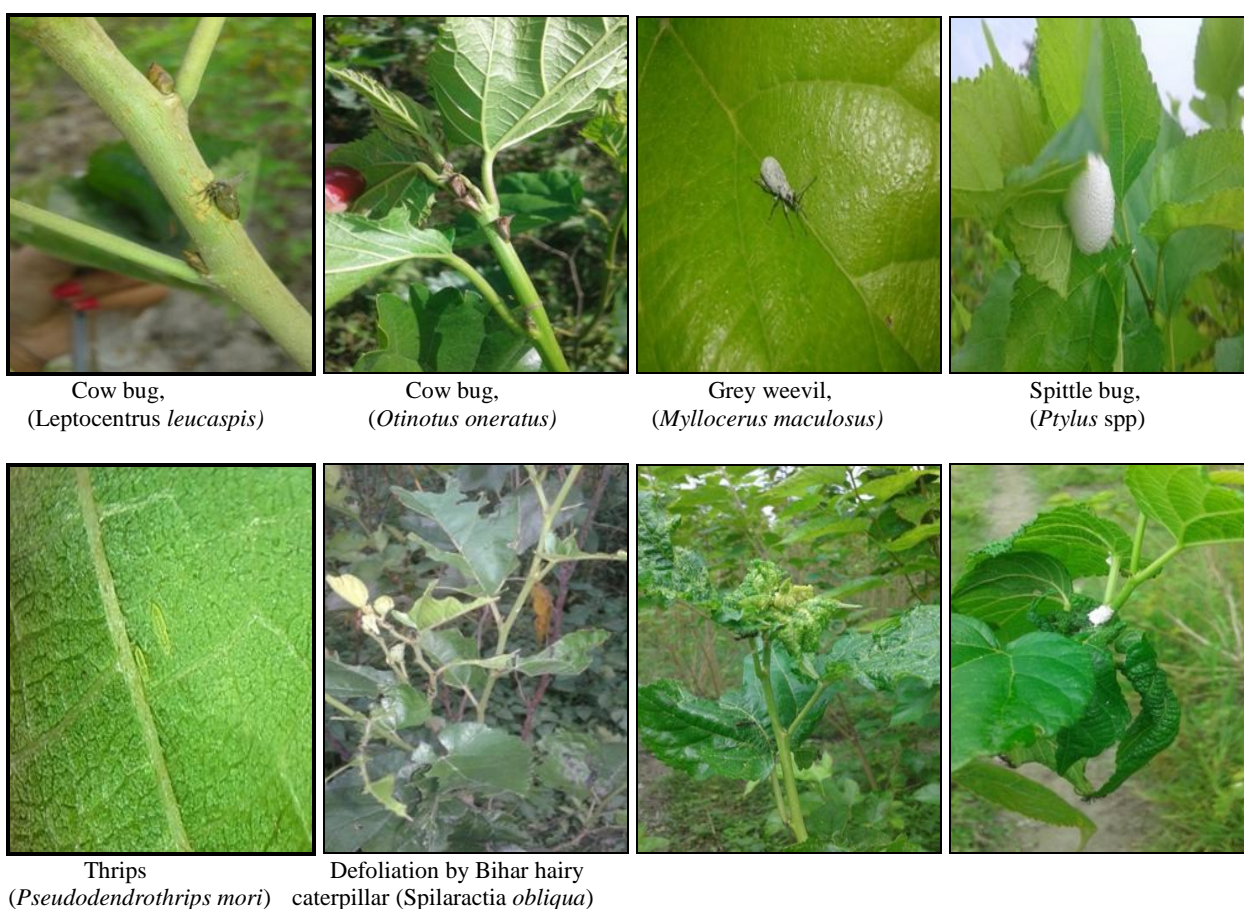 Cow bug,
(Leptocentrus leucaspis)
Cow bug,
(Otinotus oneratus)
Grey weevil,
(Myllocerus maculosus)
Spittle bug,
(Ptylus spp)
Thrips
(Pseudodendrothrips mori)
Defoliation by Bihar hairy
caterpillar (Spilaractia obliqua)